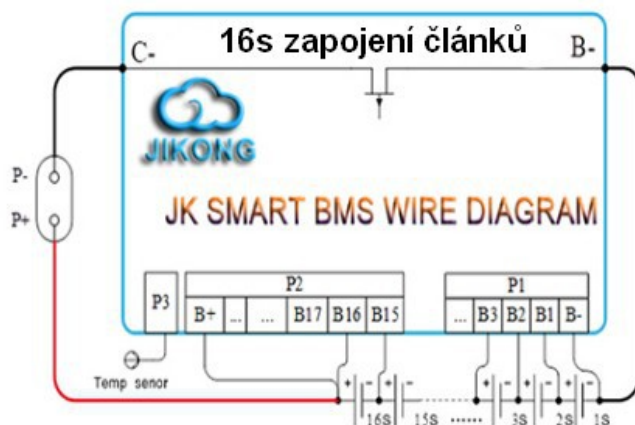 16s zapojení článků
C-
B-
JIKONG
P-
P+
JK SMART BMS WIRE DIAGRAM
P3
P2
P1
B+ ... ... B17 B16 B15
... B3 B2 B1 B-
Temp senor
+ - + - + - + - + -
16S 15S ...... 3S 2S 1S